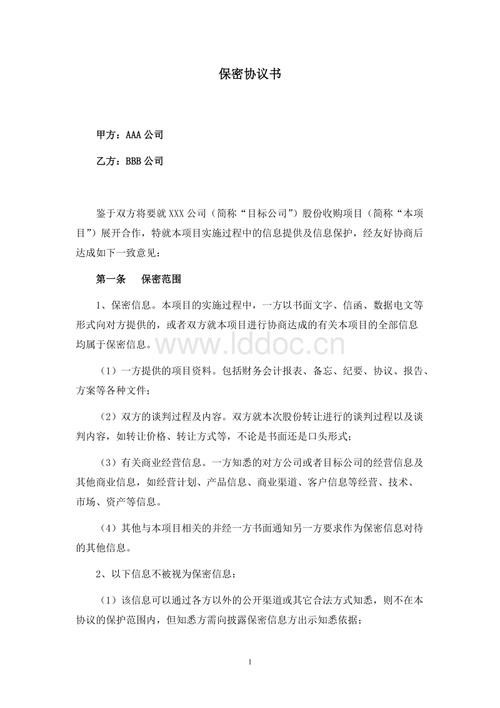 保密协议书
甲方：AAA 公司
乙方：BBB 公司
鉴于双方将要就 XXX 公司（简称“目标公司”）股份收购项目（简称“本项
目”）展开合作，特就本项目实施过程中的信息提供及信息保护，经友好协商后
达成如下一致意见：
第一条 保密范围
1、保密信息。本项目的实施过程中，一方以书面文字、信函、数据电文等
形式向对方提供的，或者双方就本项目进行协商达成的有关本项目的全部信息
均属于保密信息。
www.lddoc.cn
（1）一方提供的项目资料。包括财务会计报表、备忘、纪要、协议、报告、
方案等各种文件；
（2）双方的谈判过程及内容。双方就本次股份转让进行的谈判过程以及谈
判内容，如转让价格、转让方式等，不论是书面还是口头形式；
（3）有关商业经营信息。一方知悉的对方公司或者目标公司的经营信息及
其他商业信息，如经营计划、产品信息、商业渠道、客户信息等经营、技术、
市场、资产等信息。
（4）其他与本项目相关的并经一方书面通知另一方要求作为保密信息对待
的其他信息。
2、以下信息不被视为保密信息：
（1）该信息可以通过各方以外的公开渠道或其它合法方式知悉，则不在本
协议的保护范围内，但知悉方需向披露保密信息方出示知悉依据；
1